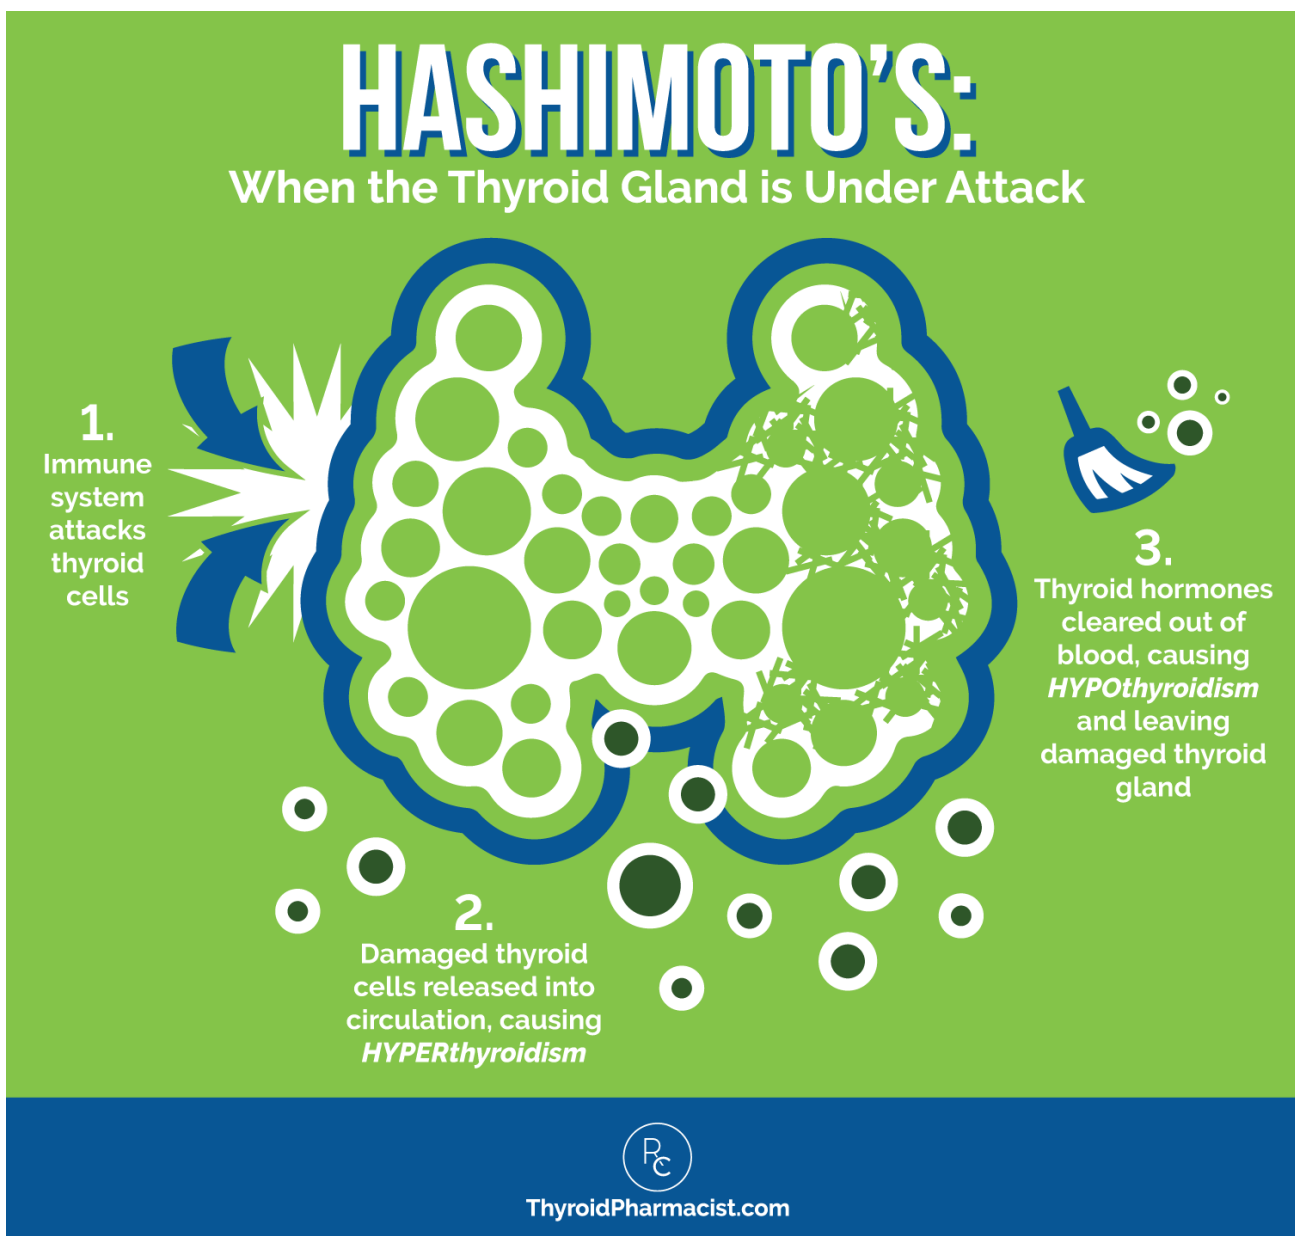 HASHIMOTO'S:
When the Thyroid Gland is Under Attack
1.
Immune
system
attacks
thyroid
cells
2.
Damaged thyroid
cells released into
circulation, causing
HYPERthyroidism
3.
Thyroid hormones
cleared out of
blood, causing
HYPOthyroidism
and leaving
damaged thyroid
gland
RC
ThyroidPharmacist.com